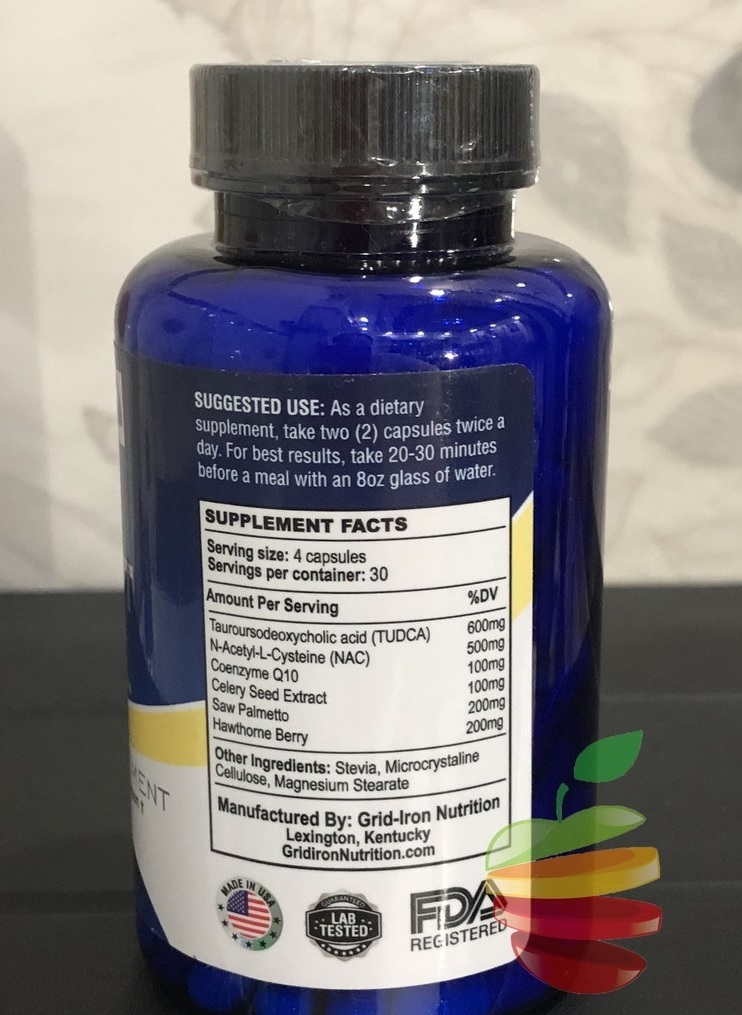 SUGGESTED USE: As a dietary
supplement, take two (2) capsules twice a
day. For best results, take 20-30 minutes
before a meal with an 8oz glass of water.
SUPPLEMENT FACTS
Serving size: 4 capsules
Servings per container: 30
Amount Per Serving %DV
Tauroursodeoxycholic acid (TUDCA) 600mg
N-Acetyl-L-Cysteine (NAC) 500mg
Coenzyme Q10 100mg
Celery Seed Extract 100mg
Saw Palmetto 200mg
Hawthorne Berry 200mg
Other Ingredients: Stevia, Microcrystaline
Cellulose, Magnesium Stearate
Manufactured By: Grid-Iron Nutrition
Lexington, Kentucky
GridironNutrition.com
MADE IN USA
GUARANTEED
LAB
TESTED
FDA
REGISTERED